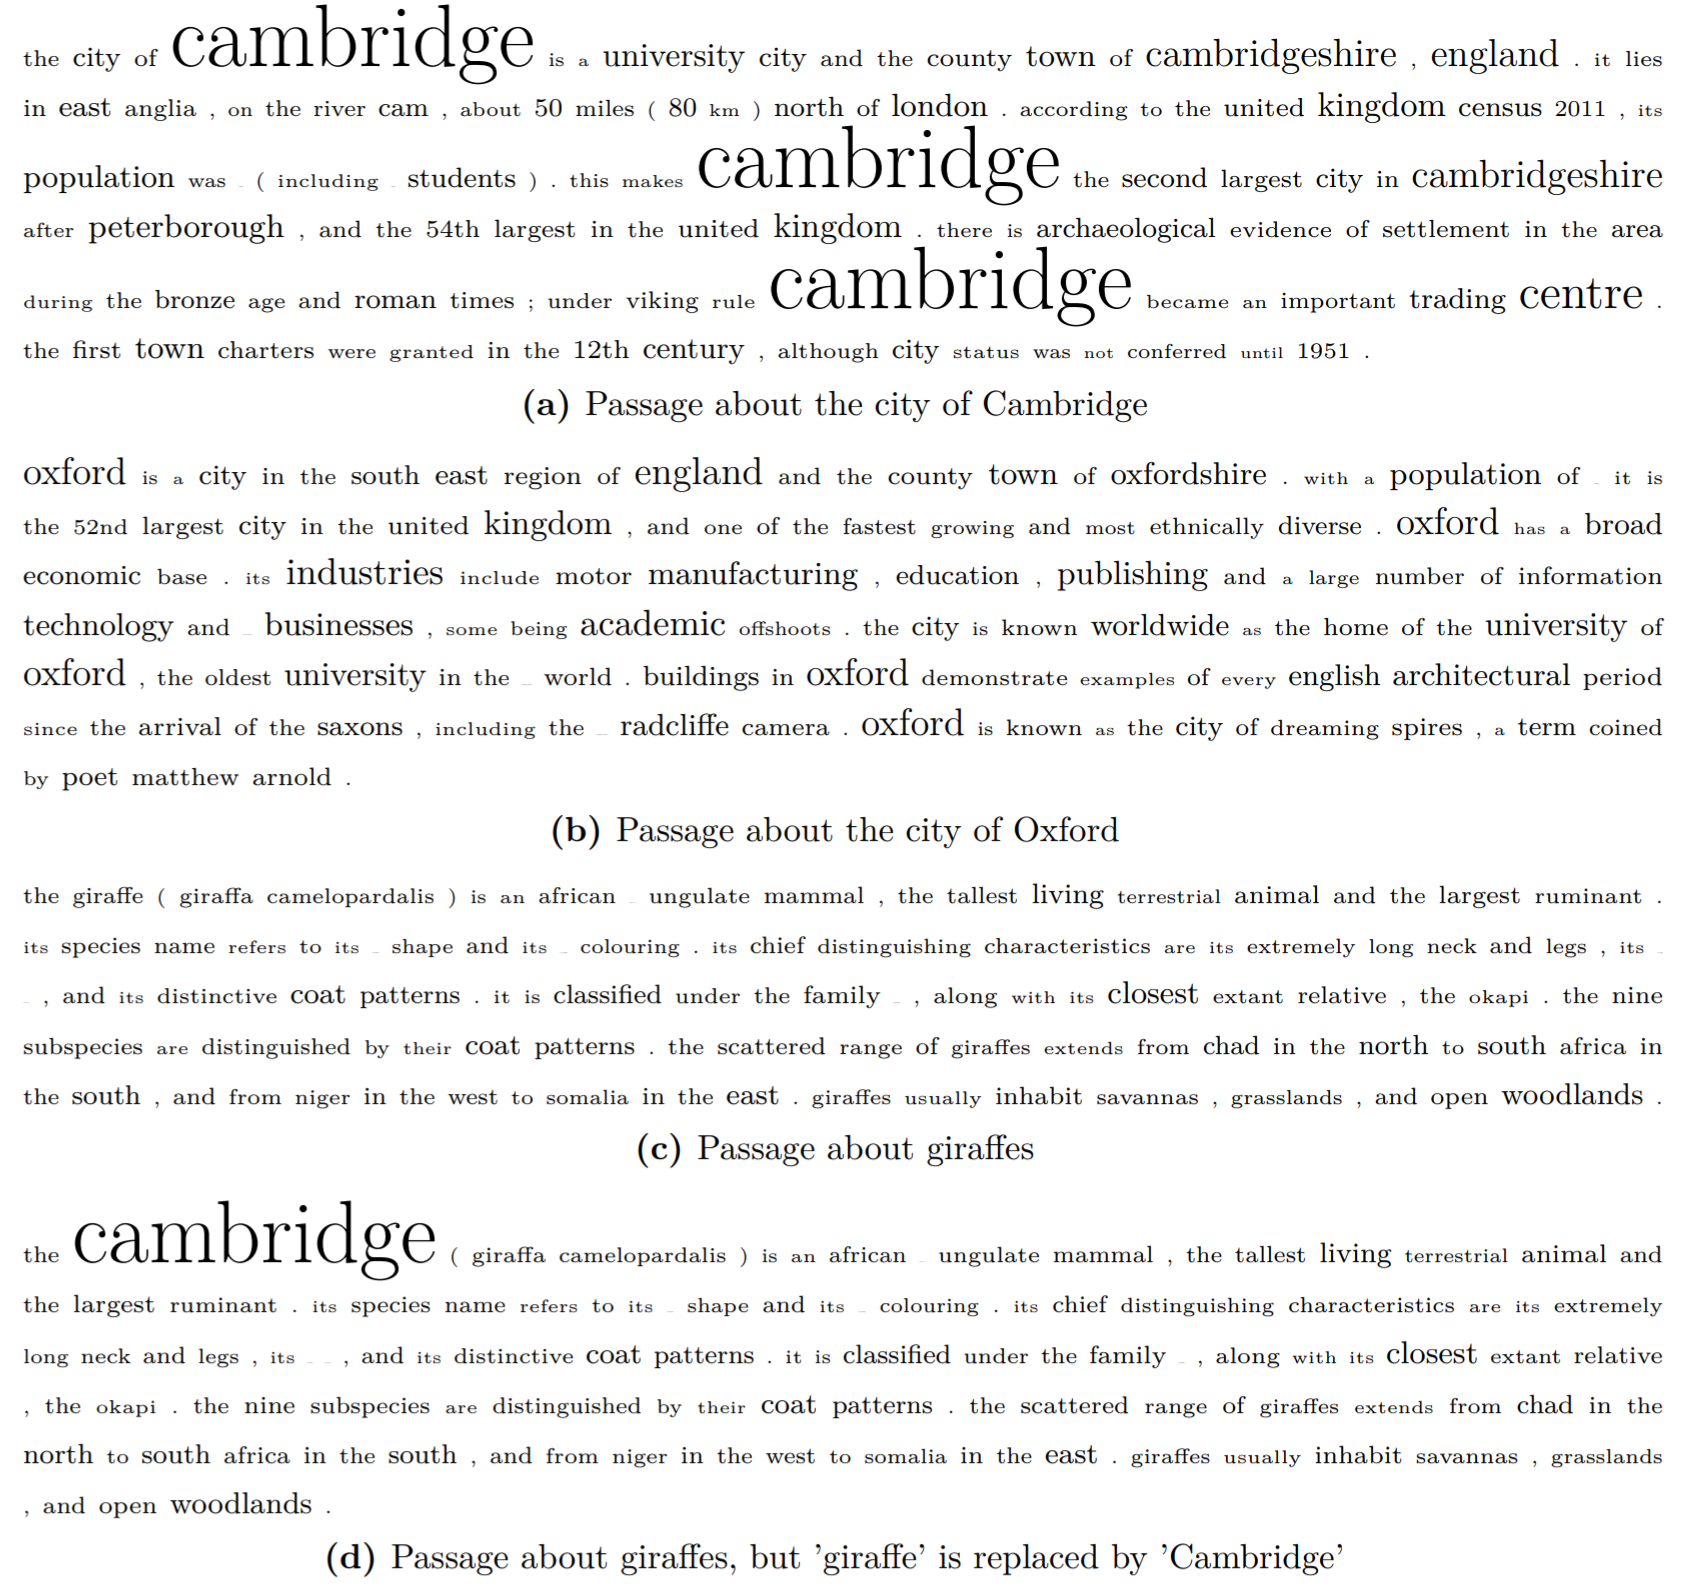 the city of cambridge is a university city and the county town of cambridgeshire , england . it lies
in east anglia , on the river cam , about 50 miles ( 80 km ) north of london . according to the united kingdom census 2011 , its
population was _ ( including _ students ) . this makes cambridge the second largest city in cambridgeshire
after peterborough , and the 54th largest in the united kingdom . there is archaeological evidence of settlement in the area
during the bronze age and roman times ; under viking rule cambridge became an important trading centre .
the first town charters were granted in the 12th century , although city status was not conferred until 1951 .
(a) Passage about the city of Cambridge
oxford is a city in the south east region of england and the county town of oxfordshire . with a population of _ it is
the 52nd largest city in the united kingdom , and one of the fastest growing and most ethnically diverse . oxford has a broad
economic base . its industries include motor manufacturing , education , publishing and a large number of information
technology and _ businesses , some being academic offshoots . the city is known worldwide as the home of the university of
oxford , the oldest university in the _ world . buildings in oxford demonstrate examples of every english architectural period
since the arrival of the saxons , including the _ radcliffe camera . oxford is known as the city of dreaming spires , a term coined
by poet matthew arnold .
(b) Passage about the city of Oxford
the giraffe ( giraffa camelopardalis ) is an african _ ungulate mammal , the tallest living terrestrial animal and the largest ruminant .
its species name refers to its _ shape and its _ colouring . its chief distinguishing characteristics are its extremely long neck and legs , its _
_ , and its distinctive coat patterns . it is classified under the family _ , along with its closest extant relative , the okapi . the nine
subspecies are distinguished by their coat patterns . the scattered range of giraffes extends from chad in the north to south africa in
the south , and from niger in the west to somalia in the east . giraffes usually inhabit savannas , grasslands , and open woodlands .
(c) Passage about giraffes
the cambridge ( giraffa camelopardalis ) is an african _ ungulate mammal , the tallest living terrestrial animal and
the largest ruminant . its species name refers to its _ shape and its _ colouring . its chief distinguishing characteristics are its extremely
long neck and legs , its _ _ , and its distinctive coat patterns . it is classified under the family _ , along with its closest extant relative
, the okapi . the nine subspecies are distinguished by their coat patterns . the scattered range of giraffes extends from chad in the
north to south africa in the south , and from niger in the west to somalia in the east . giraffes usually inhabit savannas , grasslands
, and open woodlands .
(d) Passage about giraffes, but ’giraffe’ is replaced by ’Cambridge’